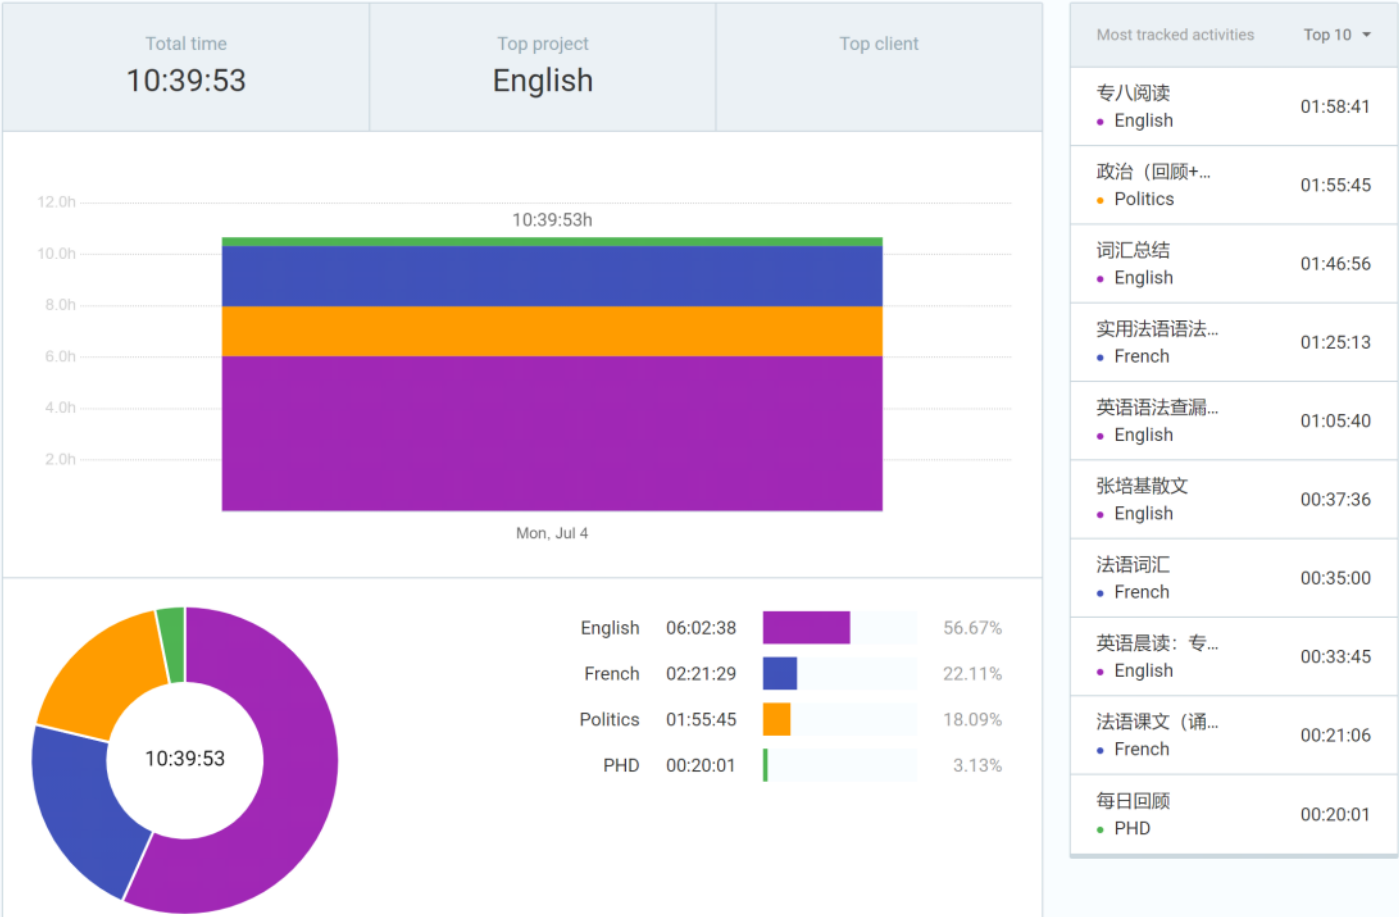 Total time
10:39:53
Top project
English
Top client
12.0h
10:39:53h
10.0h
8.0h
6.0h
4.0h
2.0h
Mon, Jul 4
10:39:53
English 06:02:38 56.67%
French 02:21:29 22.11%
Politics 01:55:45 18.09%
PHD 00:20:01 3.13%
Most tracked activities Top 10
专八阅读
English 01:58:41
政治（回顾+...
Politics 01:55:45
词汇总结
English 01:46:56
实用法语语法...
French 01:25:13
英语语法查漏...
English 01:05:40
张培基散文
English 00:37:36
法语词汇
French 00:35:00
英语晨读：专...
English 00:33:45
法语课文（诵...
French 00:21:06
每日回顾
PHD 00:20:01